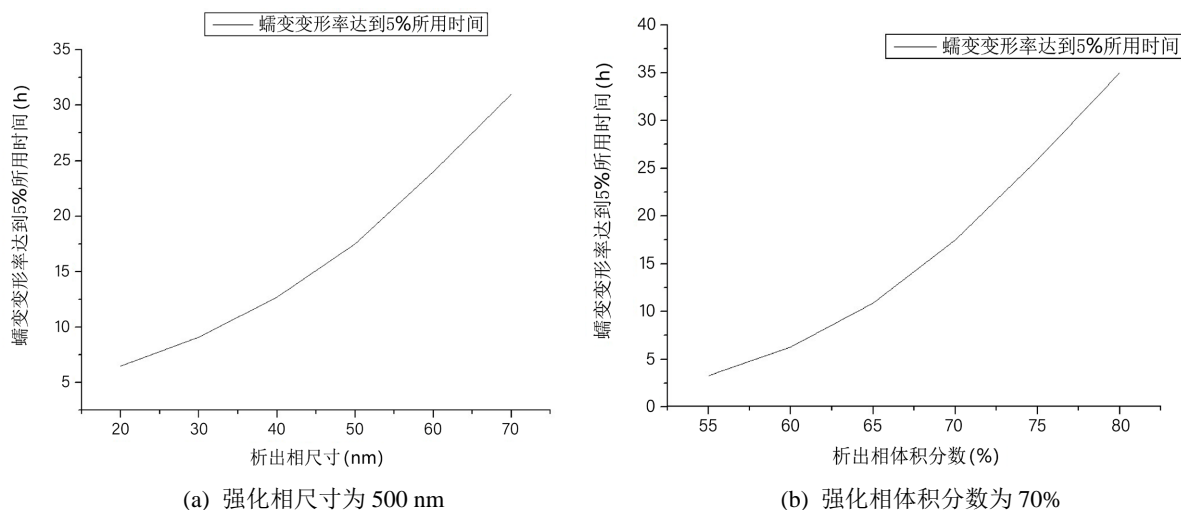 蠕变变形率达到5%所用时间
35
30
25
20
15
10
5
20 30 40 50 60 70
蠕变变形率达到5%所用时间(h)
析出相尺寸(nm)
(a) 强化相尺寸为 500 nm
蠕变变形率达到5%所用时间
40
35
30
25
20
15
10
5
0
55 60 65 70 75 80
蠕变变形率达到5%所用时间(h)
析出相体积分数(%)
(b) 强化相体积分数为 70%